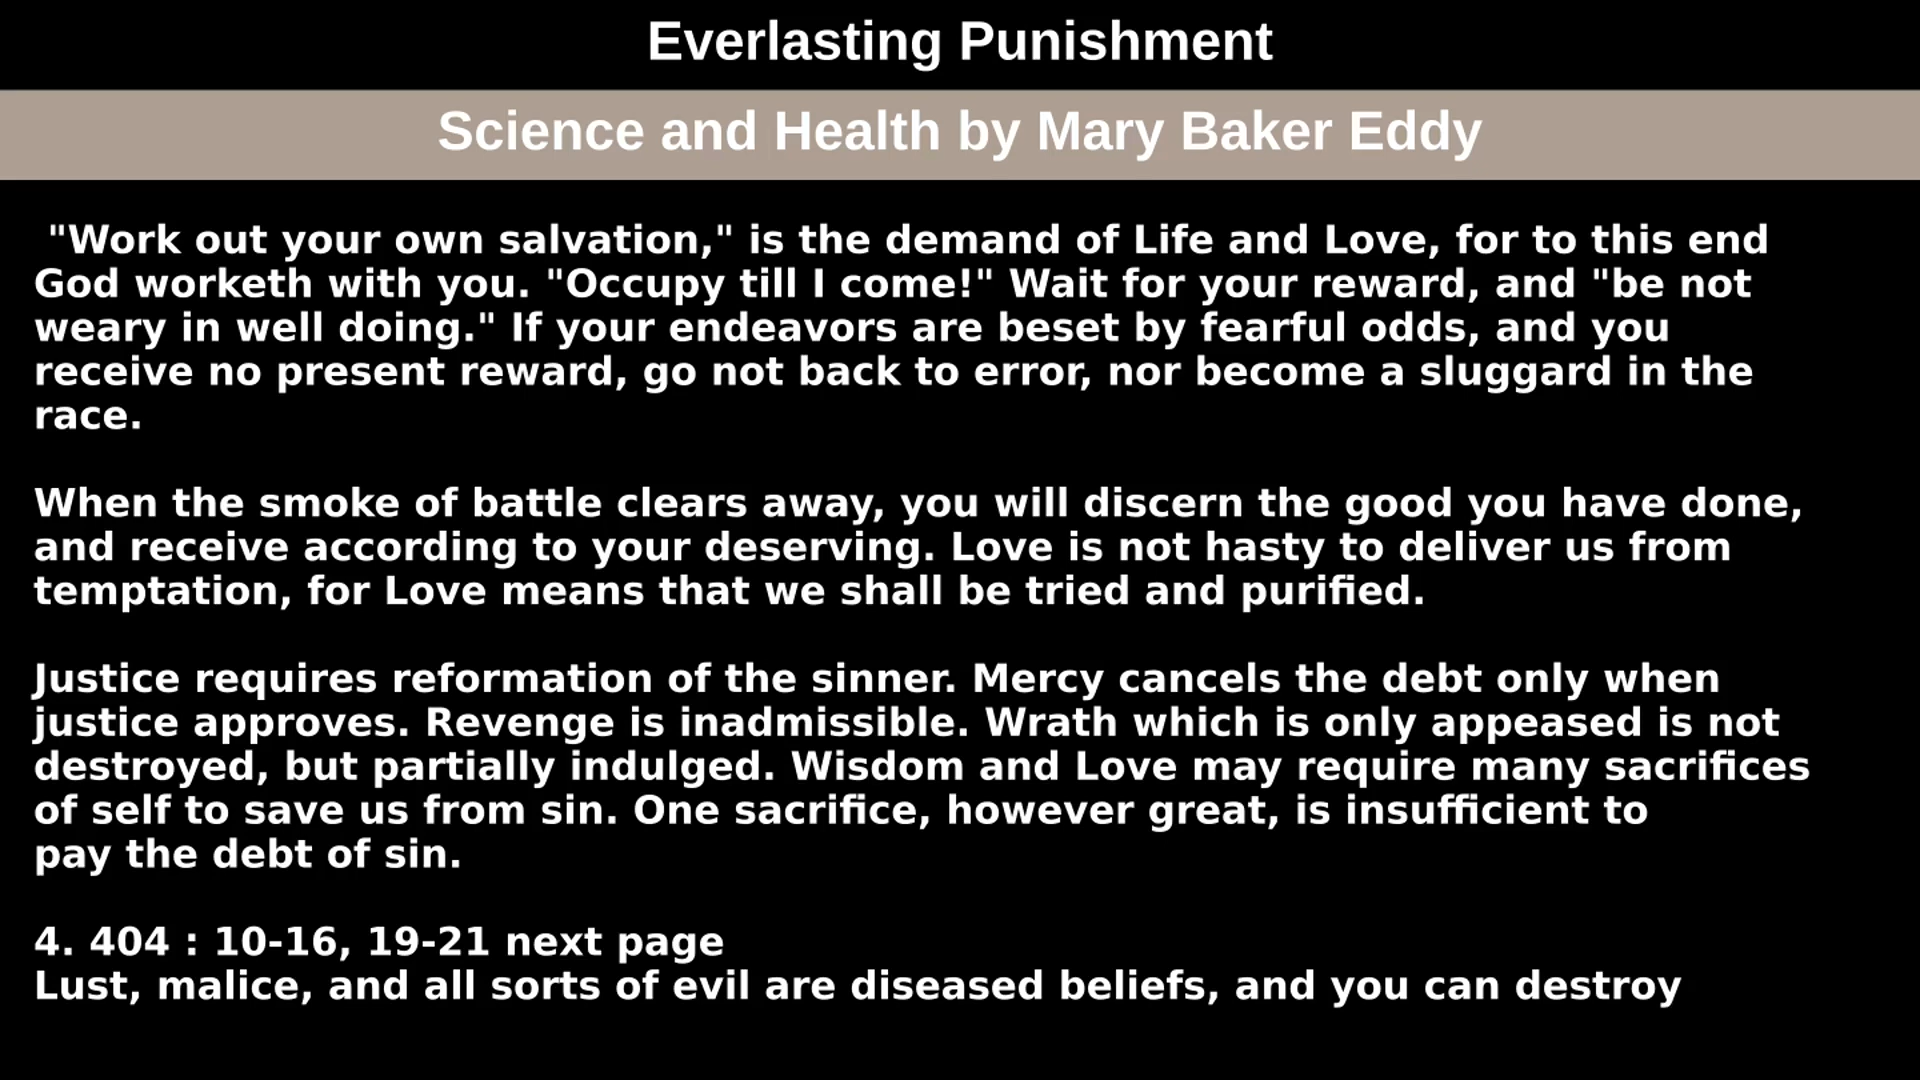 Everlasting Punishment
Science and Health by Mary Baker Eddy
"Work out your own salvation," is the demand of Life and Love, for to this end
God worketh with you. "Occupy till I come!" Wait for your reward, and "be not
weary in well doing." If your endeavors are beset by fearful odds, and you
receive no present reward, go not back to error, nor become a sluggard in the
race.
When the smoke of battle clears away, you will discern the good you have done,
and receive according to your deserving. Love is not hasty to deliver us from
temptation, for Love means that we shall be tried and purified.
Justice requires reformation of the sinner. Mercy cancels the debt only when
justice approves. Revenge is inadmissible. Wrath which is only appeased is not
destroyed, but partially indulged. Wisdom and Love may require many sacrifices
of self to save us from sin. One sacrifice, however great, is insufficient to
pay the debt of sin.
4. 404 : 10-16, 19-21 next page
Lust, malice, and all sorts of evil are diseased beliefs, and you can destroy